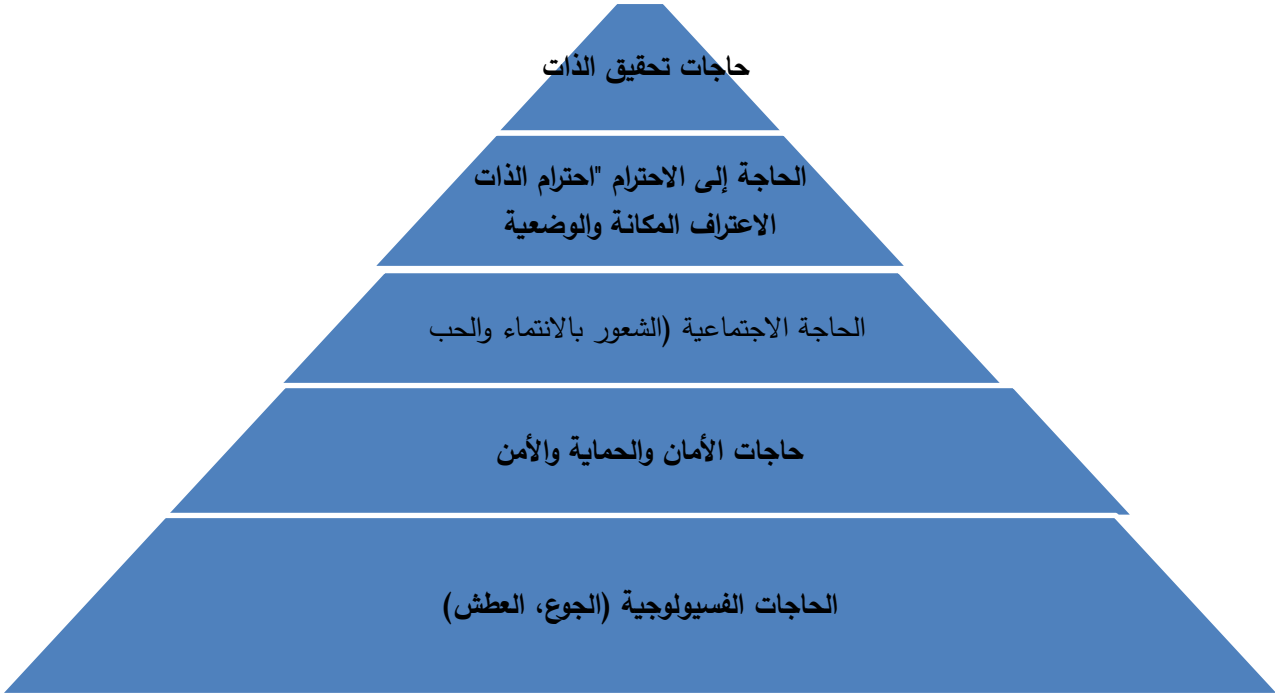 حاجات تحقيق الذات
الحاجة إلى الاحترام "احترام الذات
الاعتراف المكانة والوضعية
الحاجة الاجتماعية (الشعور بالانتماء والحب
حاجات الأمان والحماية والأمن
الحاجات الفسيولوجية (الجوع، العطش)